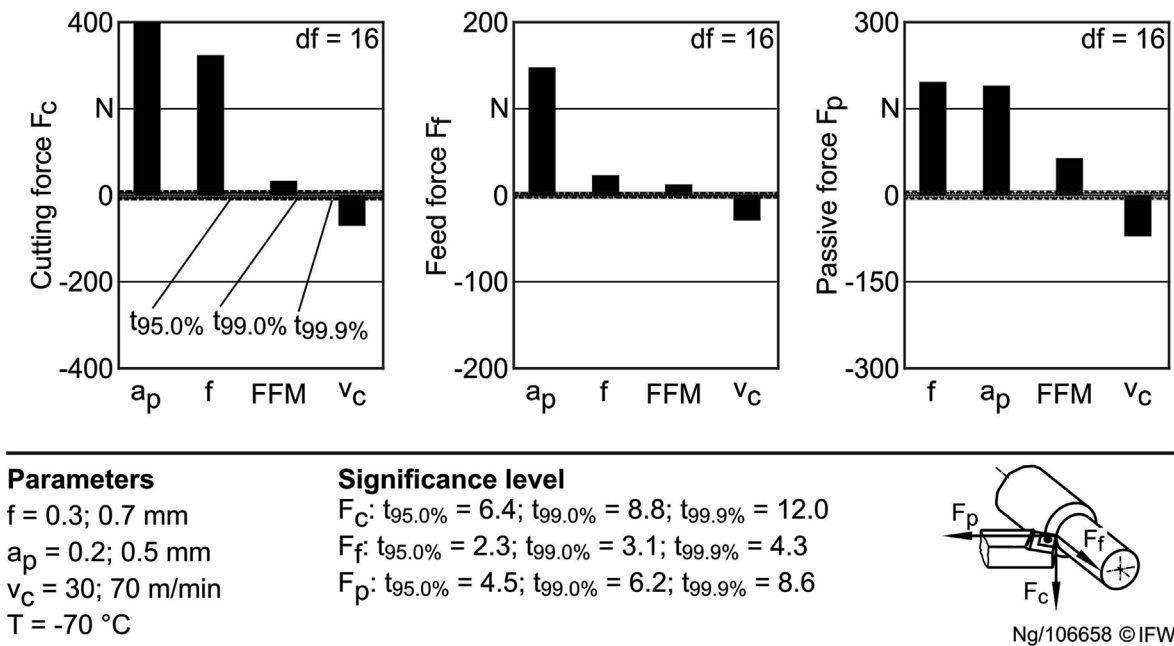 Cutting force Fc
400
N
0
-200
-400
df = 16
t95.0% t99.0% t99.9%
ap f FFM vc
Feed force Ff
200
N
0
-100
-200
df = 16
ap f FFM vc
Passive force Fp
300
N
0
-150
-300
df = 16
f ap FFM vc
Parameters
f = 0.3; 0.7 mm
ap = 0.2; 0.5 mm
vc = 30; 70 m/min
T = -70 °C
Significance level
Fc: t95.0% = 6.4; t99.0% = 8.8; t99.9% = 12.0
Ff: t95.0% = 2.3; t99.0% = 3.1; t99.9% = 4.3
Fp: t95.0% = 4.5; t99.0% = 6.2; t99.9% = 8.6
Fp
Ff
Fc
Ng/106658 © IFW